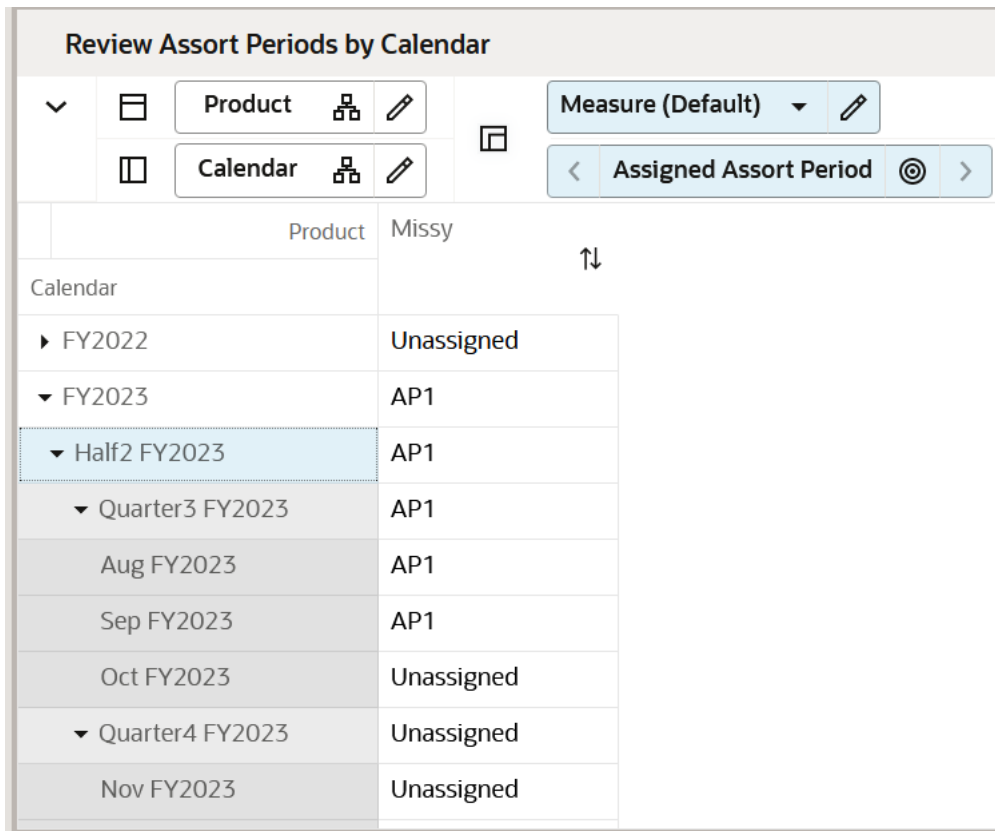 Review Assort Periods by Calendar
Product
Measure (Default)
Calendar
Assigned Assort Period
Product Missy
Calendar
FY2022 Unassigned
FY2023 AP1
Half2 FY2023 AP1
Quarter3 FY2023 AP1
Aug FY2023 AP1
Sep FY2023 AP1
Oct FY2023 Unassigned
Quarter4 FY2023 Unassigned
Nov FY2023 Unassigned